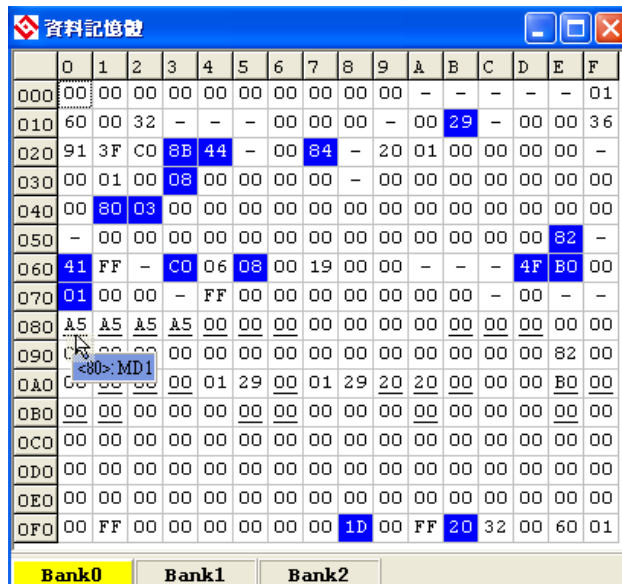 資料記憶體
0 1 2 3 4 5 6 7 8 9 A B C D E F
000 00 00 00 00 00 00 00 00 00 00 - - - - - 01
010 60 00 32 - - - 00 00 00 - 00 29 - 00 00 36
020 91 3F C0 8B 44 - 00 84 - 20 01 00 00 00 00 -
030 00 01 00 08 00 00 00 00 - 00 00 00 00 00 00 00
040 00 80 03 00 00 00 00 00 00 00 00 00 00 00 00 00
050 - 00 00 00 00 00 00 00 00 00 00 00 00 00 82 -
060 41 FF - C0 06 08 00 19 00 00 - - - 4F B0 00
070 01 00 00 - FF 00 00 00 00 00 00 00 - 00 - -
080 A5 A5 A5 A5 00 00 00 00 00 00 00 00 00 00 00 00
090 00 00 00 00 00 00 00 00 00 00 00 82 00
<80>: MD1
0A0 00 00 00 00 01 29 00 01 29 20 20 00 00 00 B0 00
0B0 00 00 00 00 00 00 00 00 00 00 00 00 00 00 00 00
0C0 00 00 00 00 00 00 00 00 00 00 00 00 00 00 00 00
0D0 00 00 00 00 00 00 00 00 00 00 00 00 00 00 00 00
0E0 00 00 00 00 00 00 00 00 00 00 00 00 00 00 00 00
0F0 00 FF 00 00 00 00 00 00 1D 00 FF 20 32 00 60 01
Bank0 Bank1 Bank2